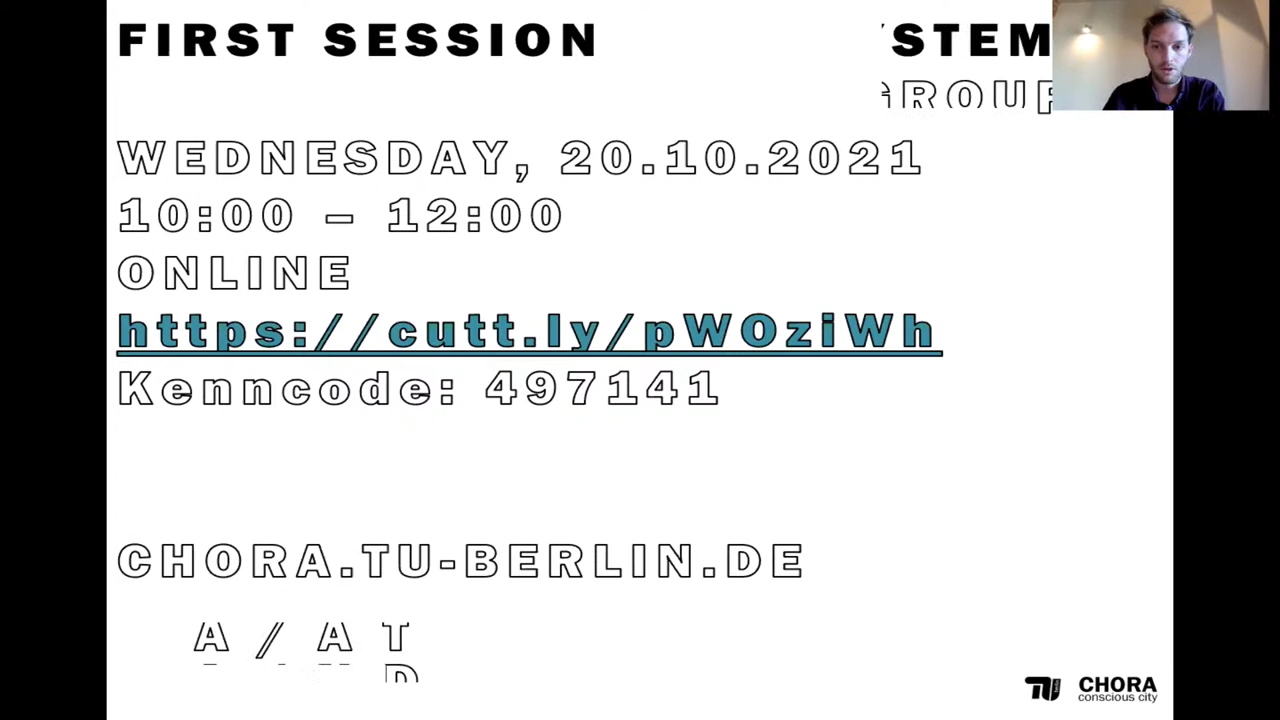 FIRST SESSION
STEM
GROUP
WEDNESDAY, 20.10.2021
10:00 – 12:00
ONLINE
https://cutt.ly/pWOziWh
Kenncode: 497141
CHORA.TU-BERLIN.DE
A / A T
CHORA
conscious city